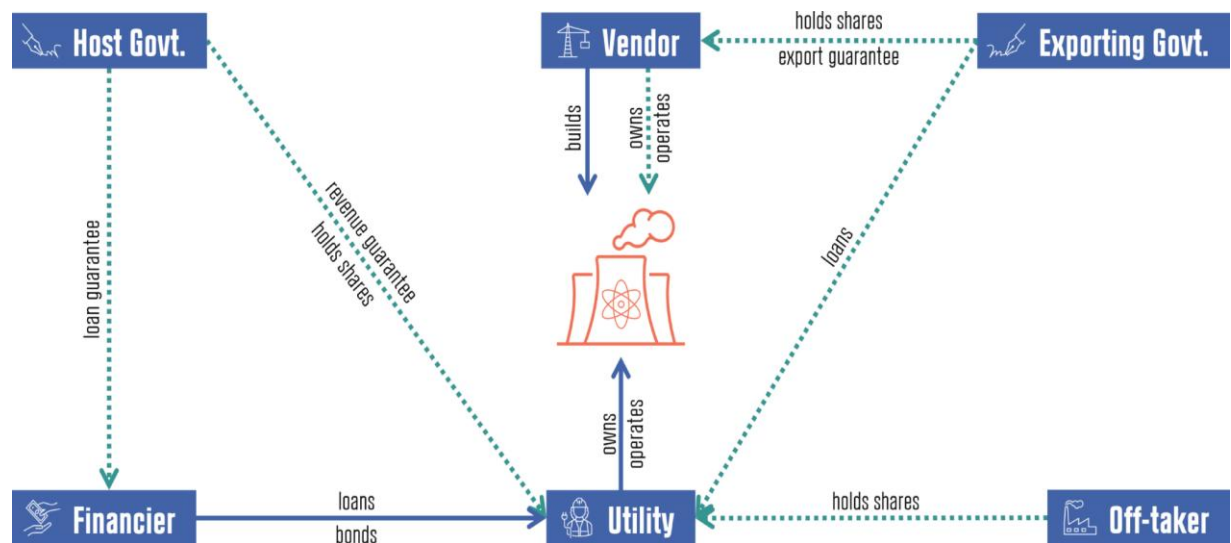 Host Govt.
Vendor
holds shares
export guarantee
Exporting Govt.
builds
owns
operates
loan guarantee
revenue guarantee
holds shares
loans
owns
operates
Financier
loans
bonds
Utility
holds shares
Off-taker